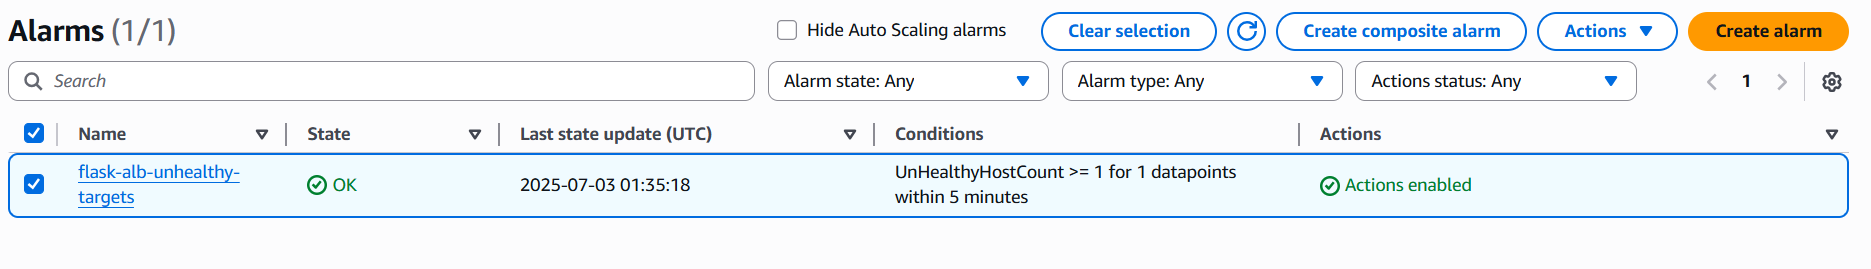 Alarms (1/1)
Hide Auto Scaling alarms
Clear selection
Create composite alarm
Actions
Create alarm
Search
Alarm state: Any
Alarm type: Any
Actions status: Any
1
Name
State
Last state update (UTC)
Conditions
Actions
flask-alb-unhealthy-
targets
OK
2025-07-03 01:35:18
UnHealthyHostCount >= 1 for 1 datapoints
within 5 minutes
Actions enabled